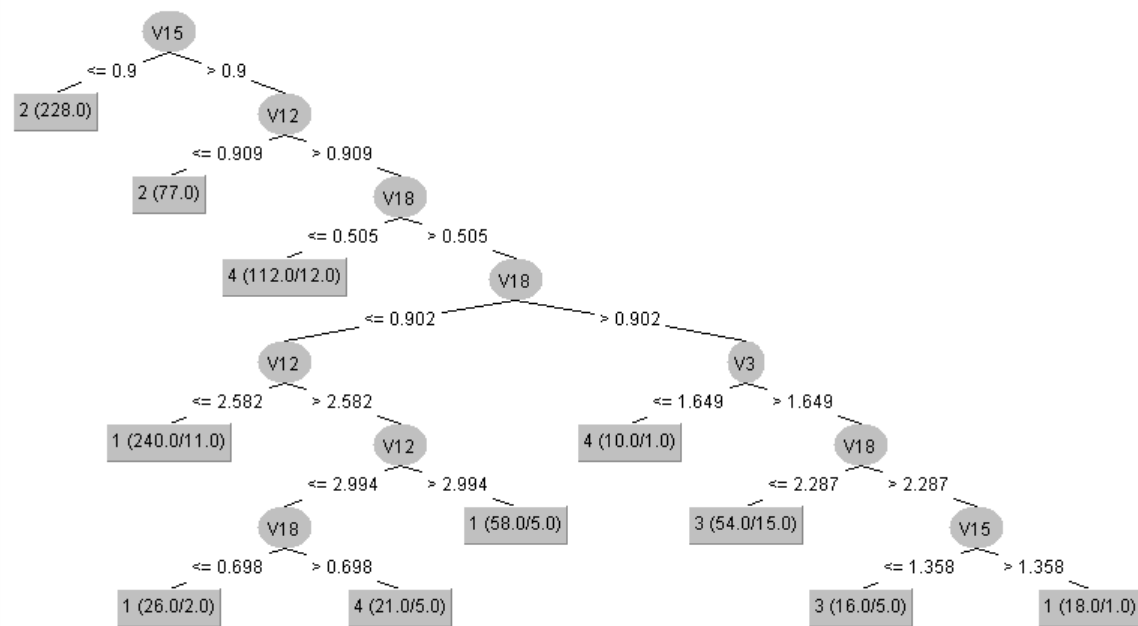 V15
<= 0.9 > 0.9
2 (228.0) V12
<= 0.909 > 0.909
2 (77.0) V18
<= 0.505 > 0.505
4 (112.0/12.0) V18
<= 0.902 > 0.902
V12 V3
<= 2.582 > 2.582 <= 1.649 > 1.649
1 (240.0/11.0) V12 4 (10.0/1.0) V18
<= 2.994 > 2.994 <= 2.287 > 2.287
V18 1 (58.0/5.0) 3 (54.0/15.0) V15
<= 0.698 > 0.698 <= 1.358 > 1.358
1 (26.0/2.0) 4 (21.0/5.0) 3 (16.0/5.0) 1 (18.0/1.0)